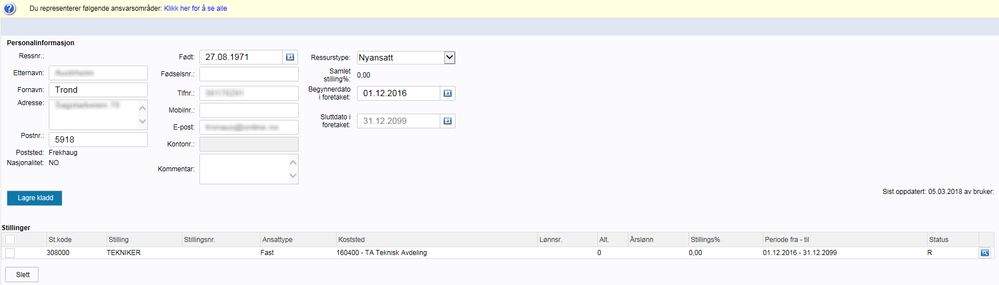 Du representerer følgende ansvarsområder: Klikk her for å se alle
Personalinformasjon
Ressnr.:
Etternavn:
Fornavn: Trond
Adresse:
Postnr.: 5918
Poststed: Frekhaug
Nasjonalitet: NO
Født: 27.08.1971
Fødselsnr.:
Tlfnr.:
Mobilnr.:
E-post:
Kontonr.:
Kommentar:
Ressurstype: Nyansatt
Samlet
stilling%: 0,00
Begynnerdato
i foretaket: 01.12.2016
Sluttdato i
foretaket: 31.12.2099
Lagre kladd
Sist oppdatert: 05.03.2018 av bruker:
Stillinger
St.kode Stilling Stillingsnr. Ansattype Koststed Lønnsr. Alt. Årslønn Stillings% Periode fra - til Status
308000 TEKNIKER Fast 160400 - TA Teknisk Avdeling 0 0,00 01.12.2016 - 31.12.2099 R
Slett